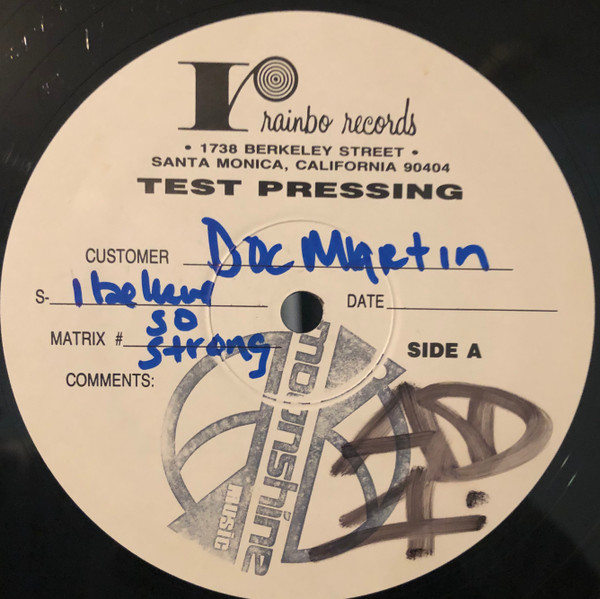 r
rainbo records
• 1738 BERKELEY STREET •
SANTA MONICA, CALIFORNIA 90404
TEST PRESSING
CUSTOMER Doc Martin
S- I believe
DATE
so
MATRIX # strong
SIDE A
COMMENTS:
moonshine
MUSIC